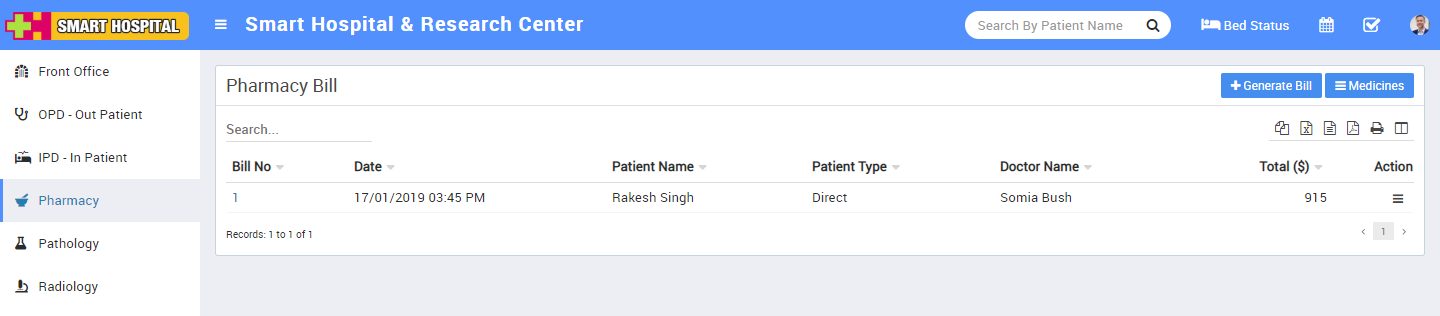 SMART HOSPITAL
Smart Hospital & Research Center
Search By Patient Name
Bed Status
Front Office
OPD - Out Patient
IPD - In Patient
Pharmacy
Pathology
Radiology
Pharmacy Bill
Generate Bill
Medicines
Search...
Bill No Date Patient Name Patient Type Doctor Name Total ($) Action
1 17/01/2019 03:45 PM Rakesh Singh Direct Somia Bush 915
Records: 1 to 1 of 1
1